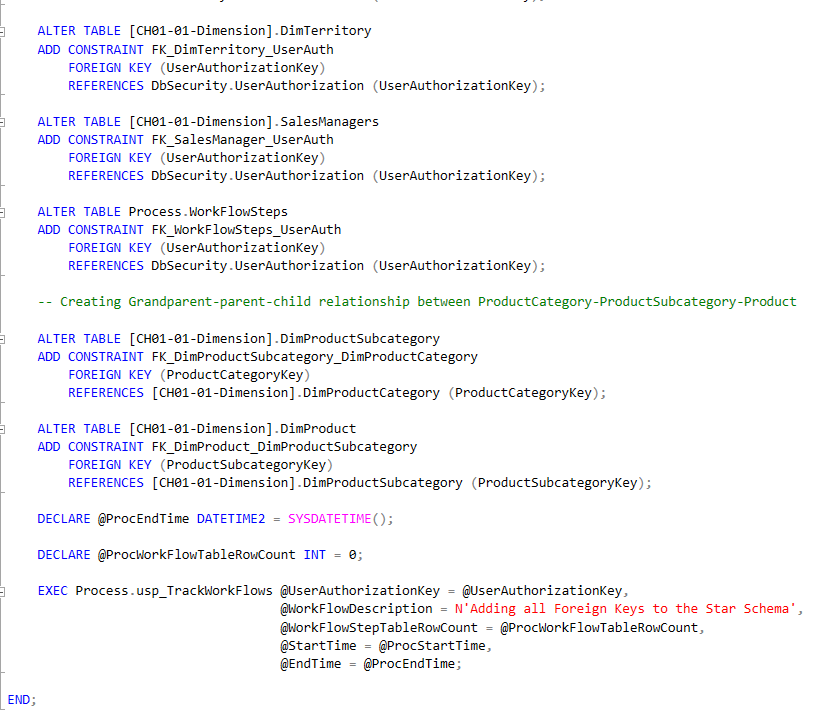 ALTER TABLE [CH01-01-Dimension].DimTerritory
ADD CONSTRAINT FK_DimTerritory_UserAuth
FOREIGN KEY (UserAuthorizationKey)
REFERENCES DbSecurity.UserAuthorization (UserAuthorizationKey);
ALTER TABLE [CH01-01-Dimension].SalesManagers
ADD CONSTRAINT FK_SalesManager_UserAuth
FOREIGN KEY (UserAuthorizationKey)
REFERENCES DbSecurity.UserAuthorization (UserAuthorizationKey);
ALTER TABLE Process.WorkFlowSteps
ADD CONSTRAINT FK_WorkFlowSteps_UserAuth
FOREIGN KEY (UserAuthorizationKey)
REFERENCES DbSecurity.UserAuthorization (UserAuthorizationKey);
-- Creating Grandparent-parent-child relationship between ProductCategory-ProductSubcategory-Product
ALTER TABLE [CH01-01-Dimension].DimProductSubcategory
ADD CONSTRAINT FK_DimProductSubcategory_DimProductCategory
FOREIGN KEY (ProductCategoryKey)
REFERENCES [CH01-01-Dimension].DimProductCategory (ProductCategoryKey);
ALTER TABLE [CH01-01-Dimension].DimProduct
ADD CONSTRAINT FK_DimProduct_DimProductSubcategory
FOREIGN KEY (ProductSubcategoryKey)
REFERENCES [CH01-01-Dimension].DimProductSubcategory (ProductSubcategoryKey);
DECLARE @ProcEndTime DATETIME2 = SYSDATETIME();
DECLARE @ProcWorkFlowTableRowCount INT = 0;
EXEC Process.usp_TrackWorkFlows @UserAuthorizationKey = @UserAuthorizationKey,
@WorkFlowDescription = N'Adding all Foreign Keys to the Star Schema',
@WorkFlowStepTableRowCount = @ProcWorkFlowTableRowCount,
@StartTime = @ProcStartTime,
@EndTime = @ProcEndTime;
END;